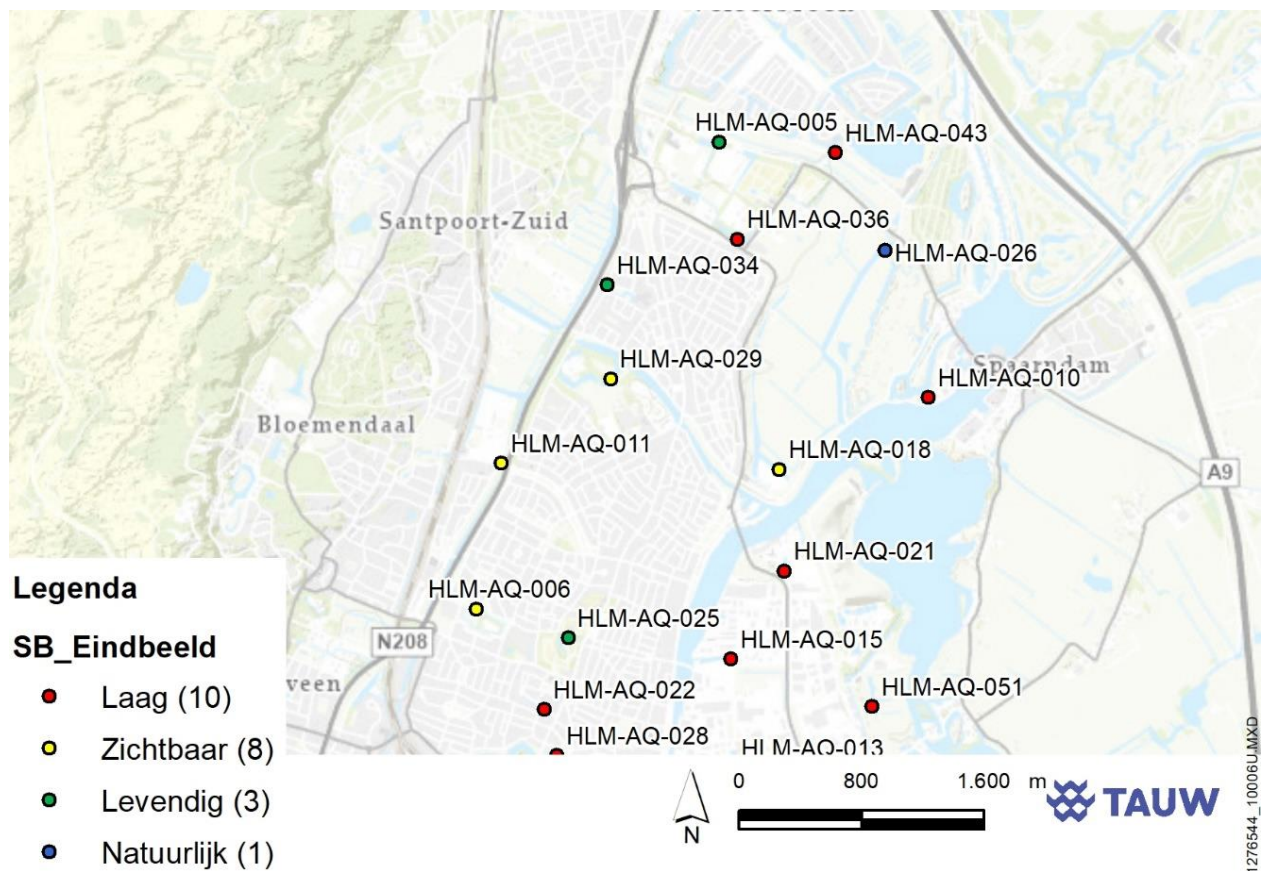 HLM-AQ-005
HLM-AQ-043
Santpoort-Zuid
HLM-AQ-036
HLM-AQ-034
HLM-AQ-026
HLM-AQ-029
Spaarndam
HLM-AQ-010
Bloemendaal
HLM-AQ-011
HLM-AQ-018
A9
HLM-AQ-021
Legenda
HLM-AQ-006
HLM-AQ-025
SB_Eindbeeld
N208
HLM-AQ-015
veen
Laag (10)
HLM-AQ-022
HLM-AQ-051
HLM-AQ-028
HLM-AQ-013
Zichtbaar (8)
0 800 1.600 m
Levendig (3)
TAUW
N
Natuurlijk (1)
1276544_10006U.MXD